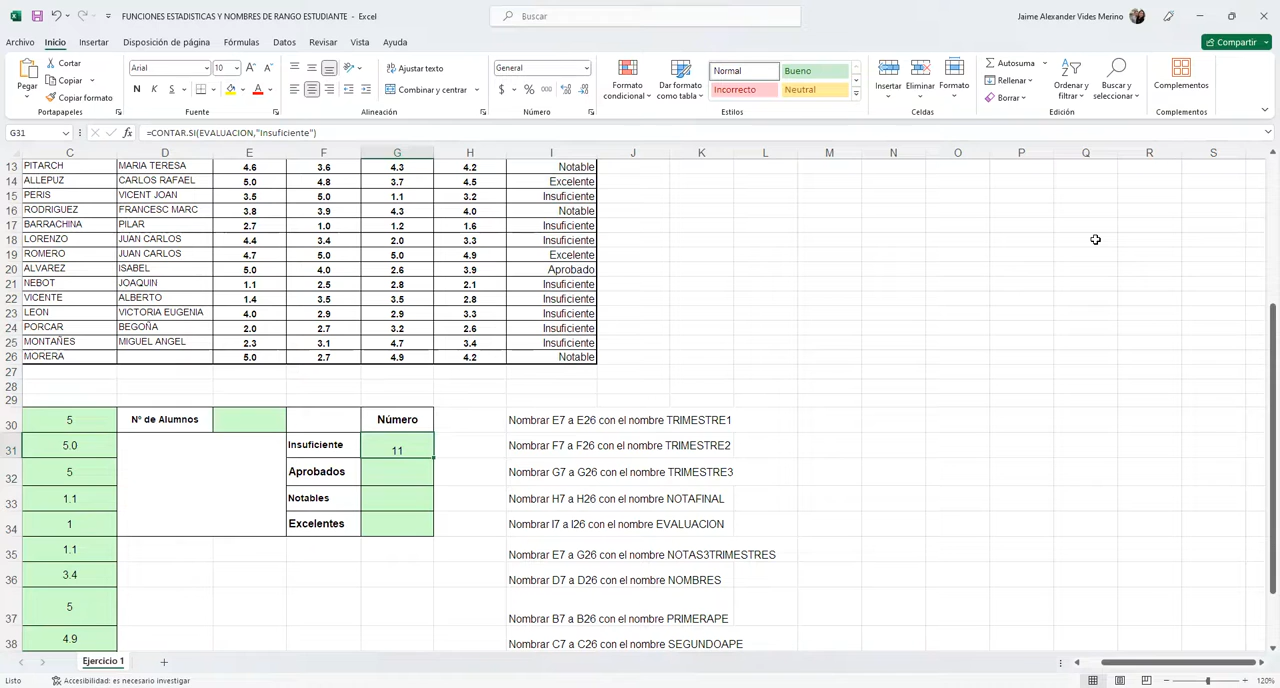 FUNCIONES ESTADISTICAS Y NOMBRES DE RANGO ESTUDIANTE - Excel
Buscar
Jaime Alexander Vides Merino
Archivo Inicio Insertar Disposición de página Fórmulas Datos Revisar Vista Ayuda
Compartir
Pegar
Cortar
Copiar
Copiar formato
Portapapeles
Arial 10
N K S
Fuente
Ajustar texto
Combinar y centrar
Alineación
General
$ % 000
Número
Formato condicional
Dar formato como tabla
Normal Bueno
Incorrecto Neutral
Estilos
Insertar Eliminar Formato
Celdas
Autosuma
Rellenar
Borrar
Ordenar y filtrar
Buscar y seleccionar
Edición
Complementos
Complementos
G31 fx =CONTAR.SI(EVALUACION,"Insuficiente")
C D E F G H I J K L M N O P Q R S
13 PITARCH MARIA TERESA 4.6 3.6 4.3 4.2 Notable
14 ALLEPUZ CARLOS RAFAEL 5.0 4.8 3.7 4.5 Excelente
15 PERIS VICENT JOAN 3.5 5.0 1.1 3.2 Insuficiente
16 RODRIGUEZ FRANCESC MARC 3.8 3.9 4.3 4.0 Notable
17 BARRACHINA PILAR 2.7 1.0 1.2 1.6 Insuficiente
18 LORENZO JUAN CARLOS 4.4 3.4 2.0 3.3 Insuficiente
19 ROMERO JUAN CARLOS 4.7 5.0 5.0 4.9 Excelente
20 ALVAREZ ISABEL 5.0 4.0 2.6 3.9 Aprobado
21 NEBOT JOAQUIN 1.1 2.5 2.8 2.1 Insuficiente
22 VICENTE ALBERTO 1.4 3.5 3.5 2.8 Insuficiente
23 LEON VICTORIA EUGENIA 4.0 2.9 2.9 3.3 Insuficiente
24 PORCAR BEGOÑA 2.0 2.7 3.2 2.6 Insuficiente
25 MONTAÑES MIGUEL ANGEL 2.3 3.1 4.7 3.4 Insuficiente
26 MORERA 5.0 2.7 4.9 4.2 Notable
27
28
29
30 5 Nº de Alumnos Número Nombrar E7 a E26 con el nombre TRIMESTRE1
31 5.0 Insuficiente 11 Nombrar F7 a F26 con el nombre TRIMESTRE2
32 5 Aprobados Nombrar G7 a G26 con el nombre TRIMESTRE3
33 1.1 Notables Nombrar H7 a H26 con el nombre NOTAFINAL
34 1 Excelentes Nombrar I7 a I26 con el nombre EVALUACION
35 1.1 Nombrar E7 a G26 con el nombre NOTAS3TRIMESTRES
36 3.4 Nombrar D7 a D26 con el nombre NOMBRES
37 5 Nombrar B7 a B26 con el nombre PRIMERAPE
38 4.9 Nombrar C7 a C26 con el nombre SEGUNDOAPE
Ejercicio 1
Listo Accesibilidad: es necesario investigar 120%